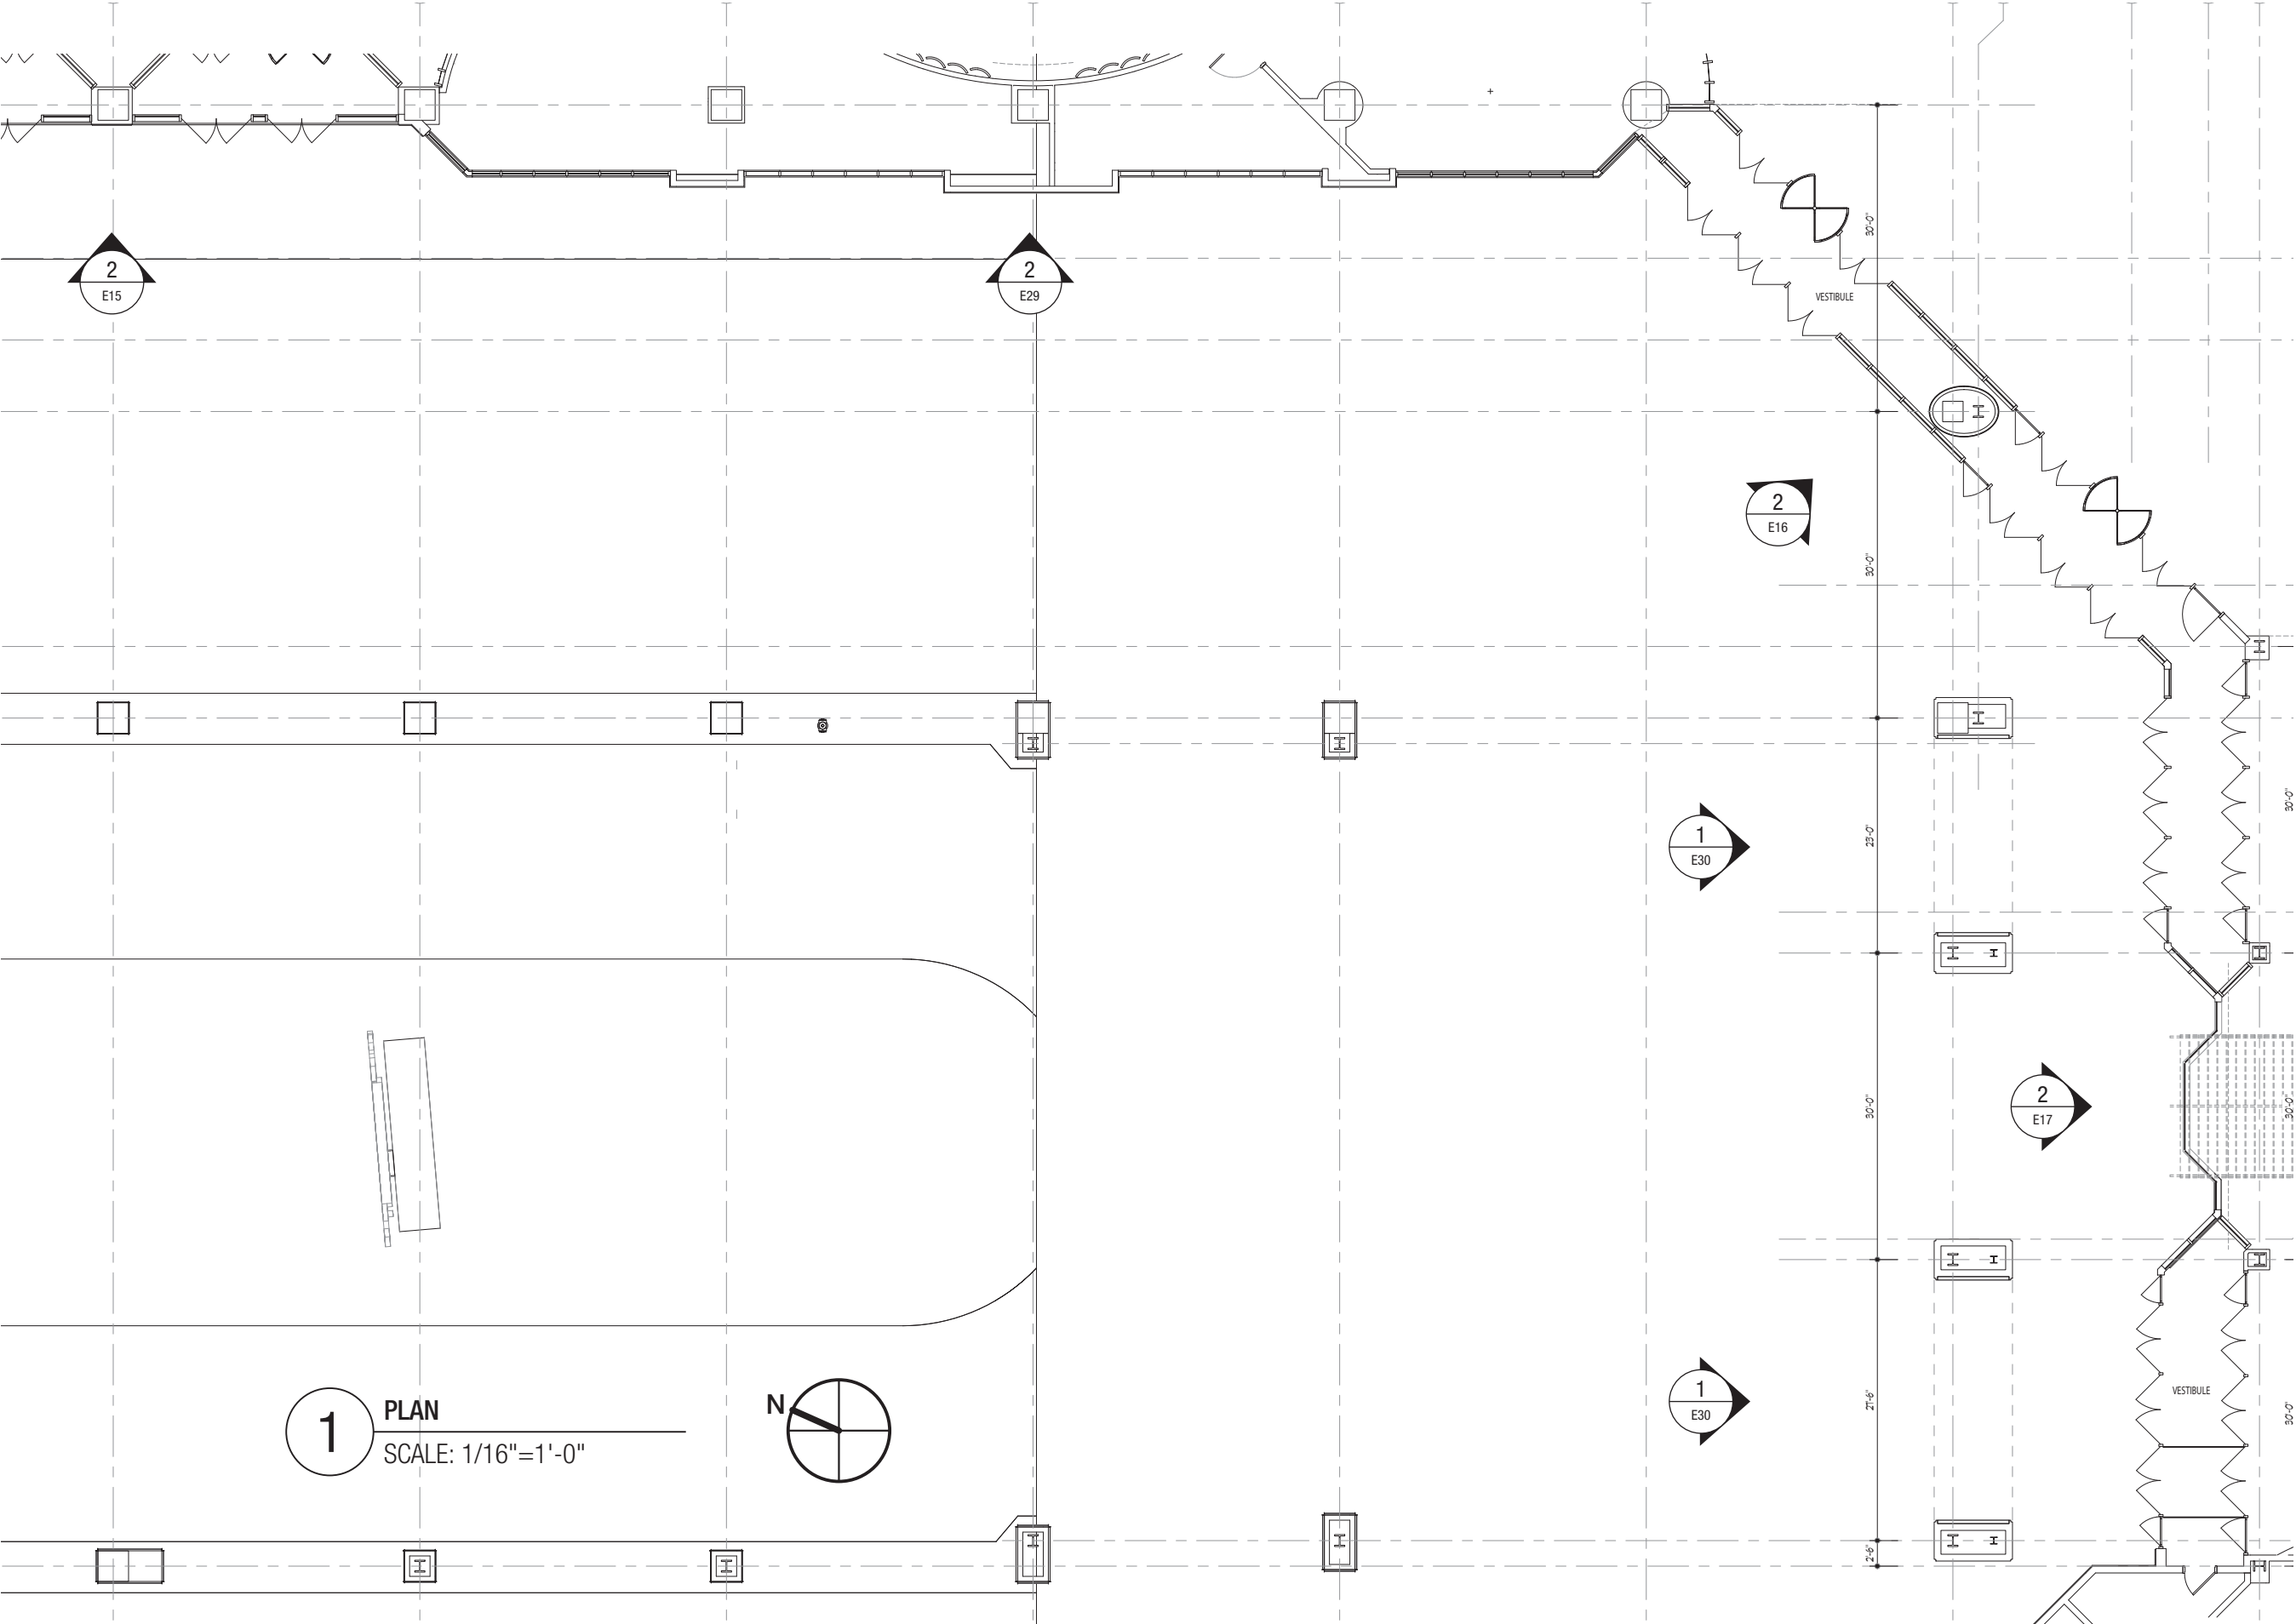 30'-0"
2
E15
2
E29
VESTIBULE
2
E16
30'-0"
1
E30
23'-0"
30'-0"
2
E17
30'-0"
30'-0"
1
PLAN
SCALE: 1/16"=1'-0"
N
1
E30
27'-6"
VESTIBULE
30'-0"
2'-6"